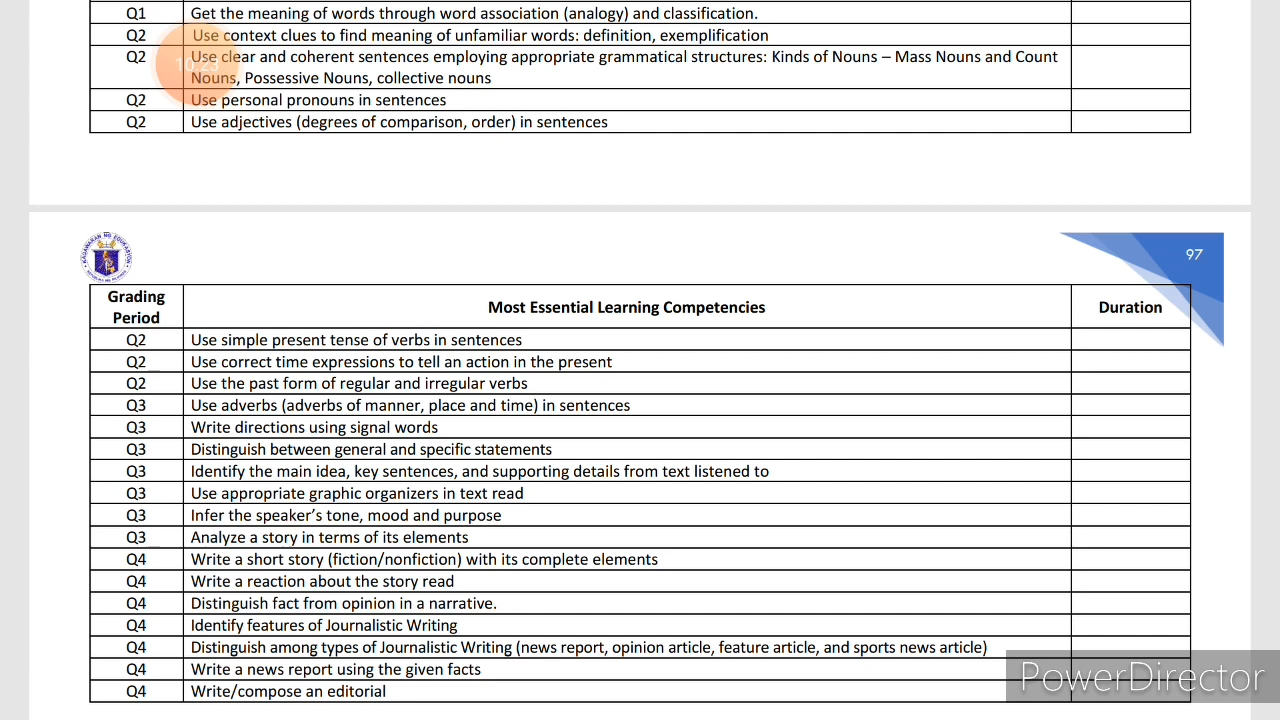 Q1 Get the meaning of words through word association (analogy) and classification.
Q2 Use context clues to find meaning of unfamiliar words: definition, exemplification
Q2 Use clear and coherent sentences employing appropriate grammatical structures: Kinds of Nouns – Mass Nouns and Count
Nouns, Possessive Nouns, collective nouns
10:23
Q2 Use personal pronouns in sentences
Q2 Use adjectives (degrees of comparison, order) in sentences
97
Grading
Period
Most Essential Learning Competencies
Duration
Q2 Use simple present tense of verbs in sentences
Q2 Use correct time expressions to tell an action in the present
Q2 Use the past form of regular and irregular verbs
Q3 Use adverbs (adverbs of manner, place and time) in sentences
Q3 Write directions using signal words
Q3 Distinguish between general and specific statements
Q3 Identify the main idea, key sentences, and supporting details from text listened to
Q3 Use appropriate graphic organizers in text read
Q3 Infer the speaker’s tone, mood and purpose
Q3 Analyze a story in terms of its elements
Q4 Write a short story (fiction/nonfiction) with its complete elements
Q4 Write a reaction about the story read
Q4 Distinguish fact from opinion in a narrative.
Q4 Identify features of Journalistic Writing
Q4 Distinguish among types of Journalistic Writing (news report, opinion article, feature article, and sports news article)
Q4 Write a news report using the given facts
Q4 Write/compose an editorial
PowerDirector